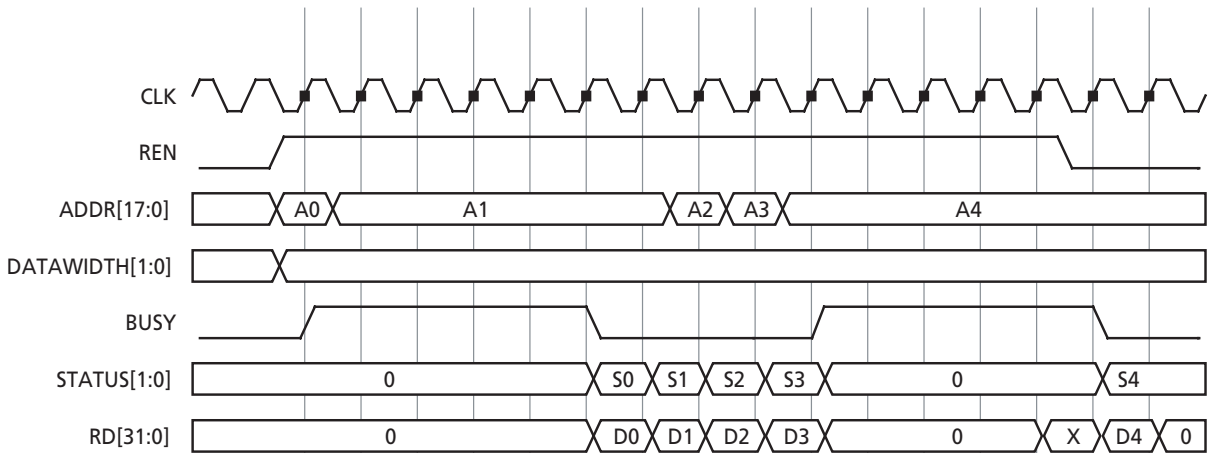 CLK
REN
ADDR[17:0] A0 A1 A2 A3 A4
DATAWIDTH[1:0]
BUSY
STATUS[1:0] 0 S0 S1 S2 S3 0 S4
RD[31:0] 0 D0 D1 D2 D3 0 X D4 0